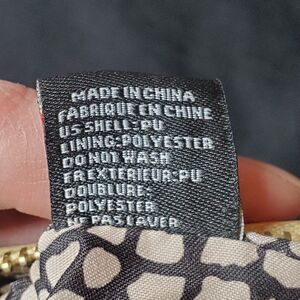 MADE IN CHINA
FABRIQUE EN CHINE
US SHELL: PU
LINING: POLYESTER
DO NOT WASH
FR EXTERIEUR: PU
DOUBLURE:
POLYESTER
NE PAS LAVER